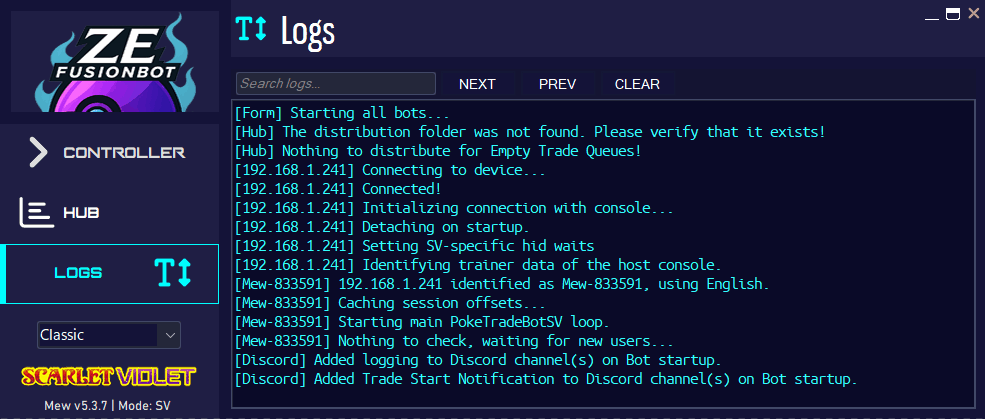 ZE
FUSIONBOT
CONTROLLER
HUB
LOGS
Classic
SCARLET VIOLET
Mew v5.3.7 | Mode: SV
Logs
Search logs...
NEXT
PREV
CLEAR
[Form] Starting all bots...
[Hub] The distribution folder was not found. Please verify that it exists!
[Hub] Nothing to distribute for Empty Trade Queues!
[192.168.1.241] Connecting to device...
[192.168.1.241] Connected!
[192.168.1.241] Initializing connection with console...
[192.168.1.241] Detaching on startup.
[192.168.1.241] Setting SV-specific hid waits
[192.168.1.241] Identifying trainer data of the host console.
[Mew-833591] 192.168.1.241 identified as Mew-833591, using English.
[Mew-833591] Caching session offsets...
[Mew-833591] Starting main PokeTradeBotSV loop.
[Mew-833591] Nothing to check, waiting for new users...
[Discord] Added logging to Discord channel(s) on Bot startup.
[Discord] Added Trade Start Notification to Discord channel(s) on Bot startup.